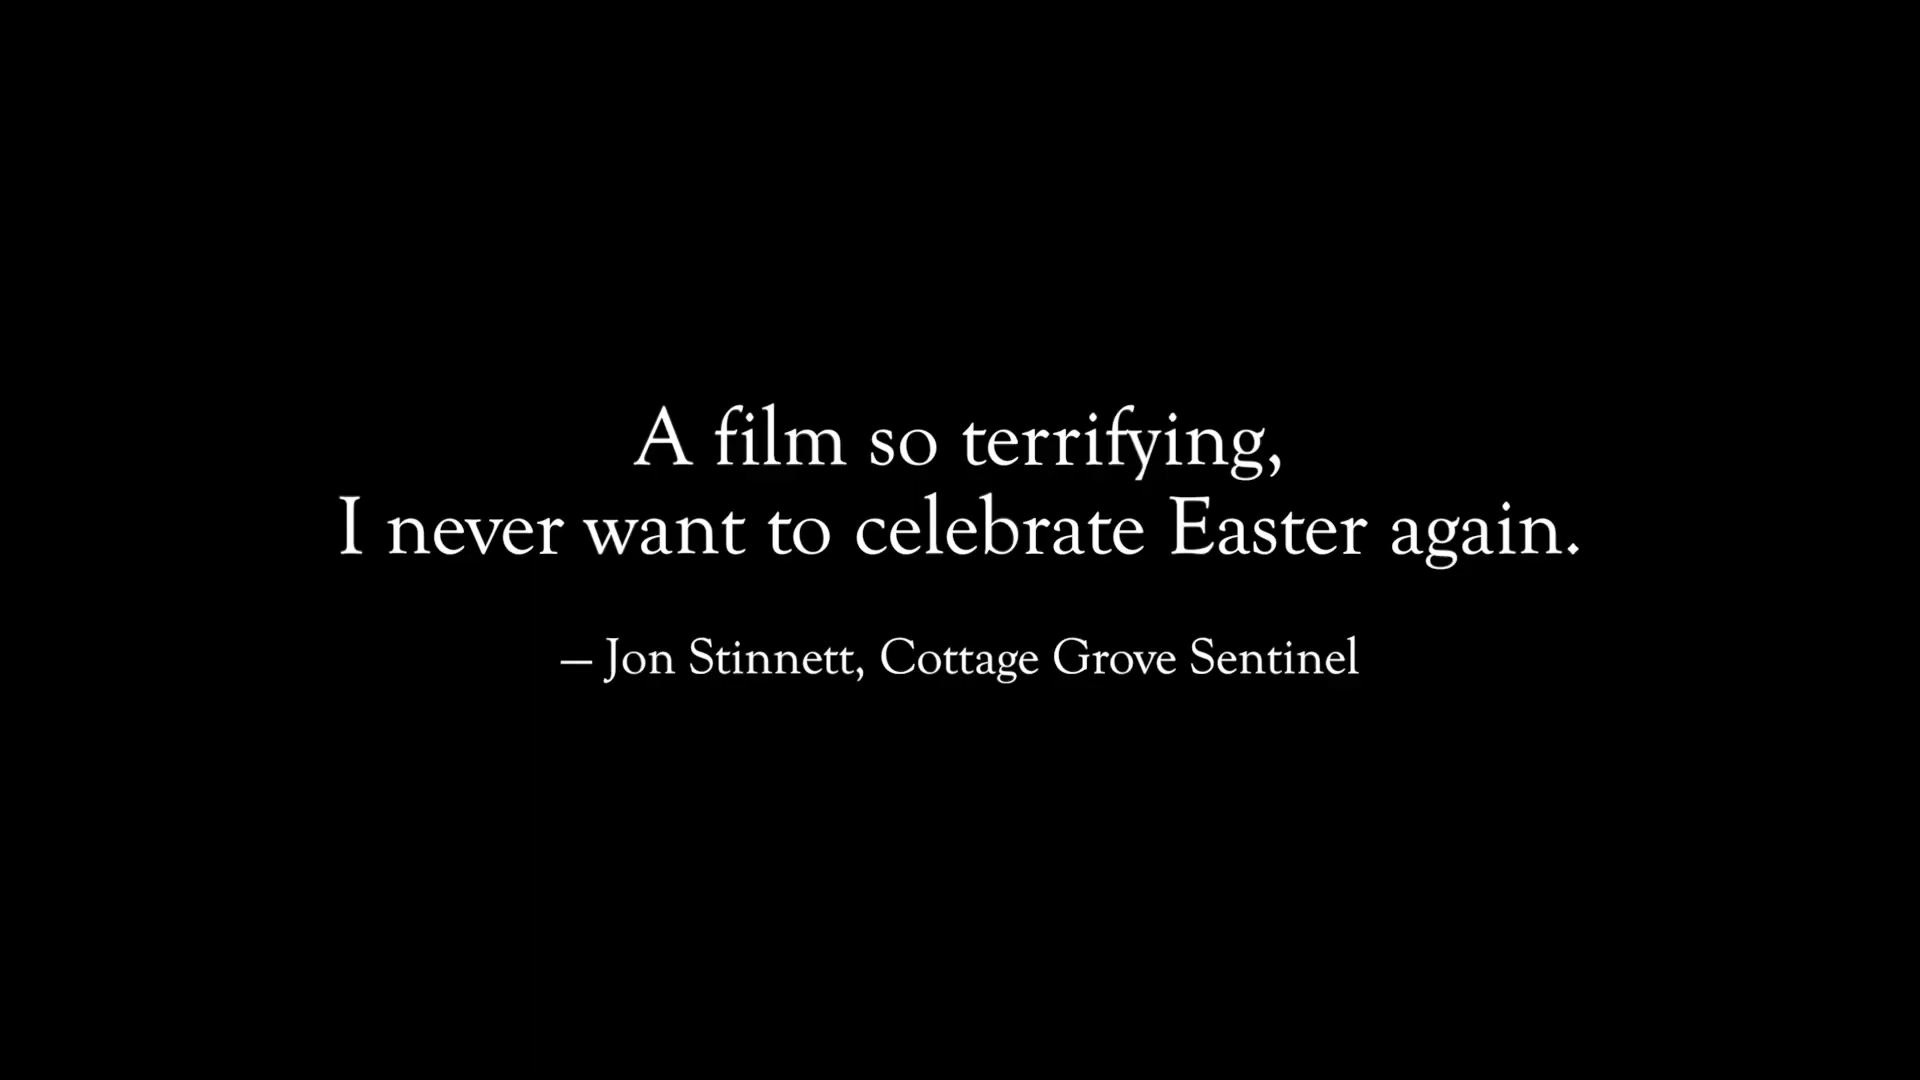 A film so terrifying,
I never want to celebrate Easter again.
– Jon Stinnett, Cottage Grove Sentinel